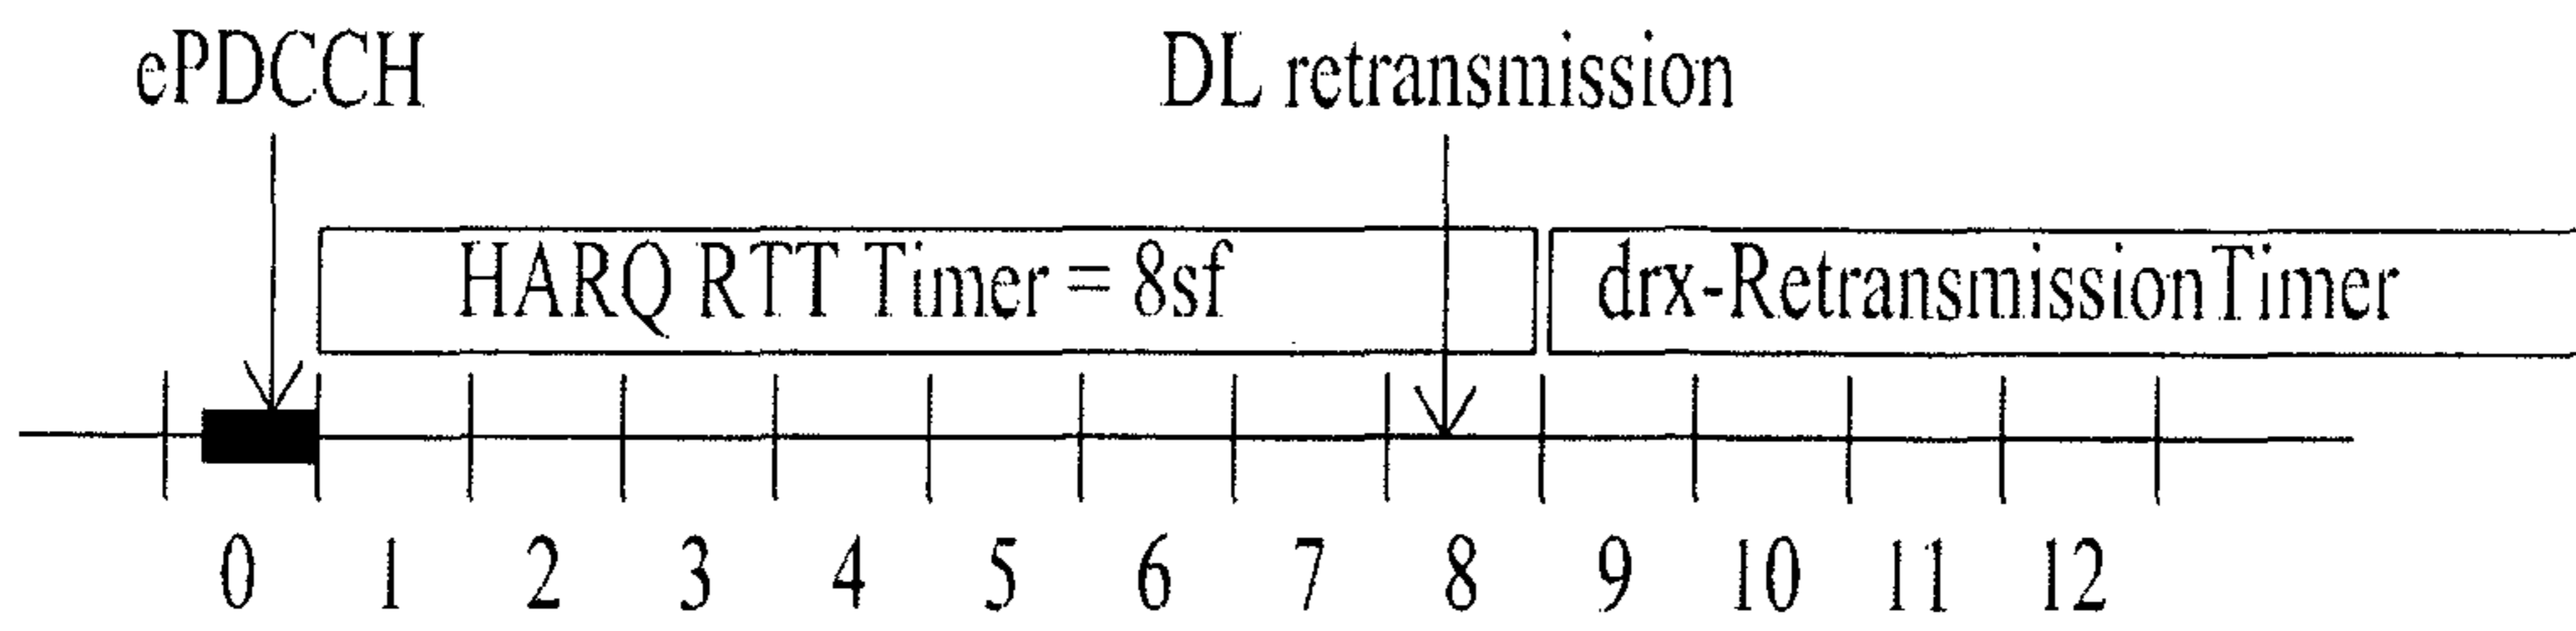 ePDCCH DL retransmission
HARQ RTT Timer = 8sf drx-RetransmissionTimer
0 1 2 3 4 5 6 7 8 9 10 11 12